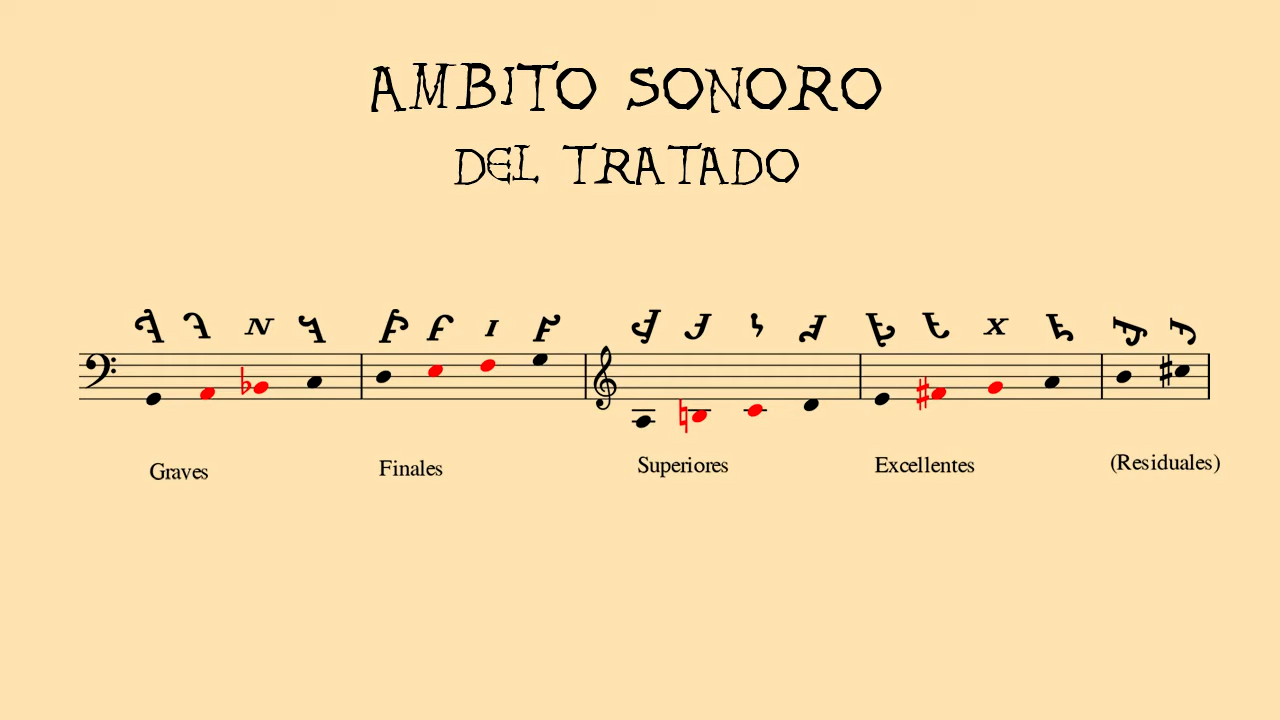 AMBITO SONORO
DEL TRATADO
Graves Finales Superiores Excellentes (Residuales)